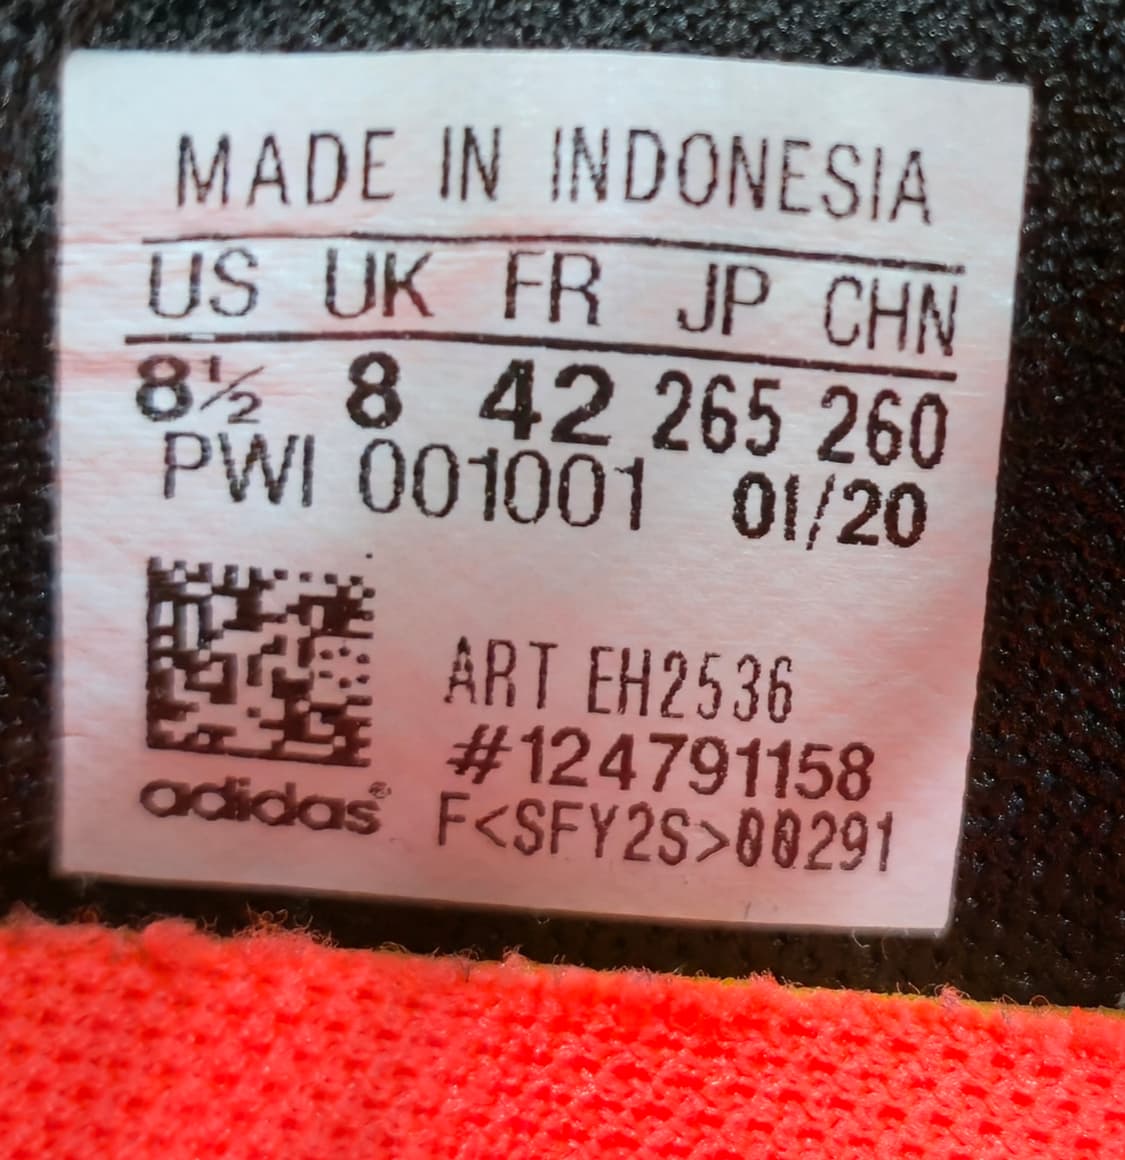 MADE IN INDONESIA
US UK FR JP CHN
8½ 8 42 265 260
PWI 001001 01/20
ART EH2536
#124791158
adidas®
F<SFY2S>00291